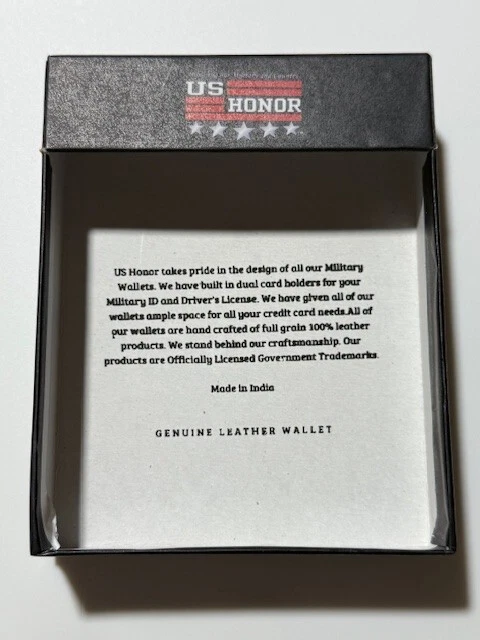 US
HONOR
US Honor takes pride in the design of all our Military
Wallets. We have built in dual card holders for your
Military ID and Driver's License. We have given all of our
wallets ample space for all your credit card needs.All of
our wallets are hand crafted of full grain 100% leather
products. We stand behind our craftsmanship. Our
products are Officially Licensed Government Trademarks.
Made in India
GENUINE LEATHER WALLET